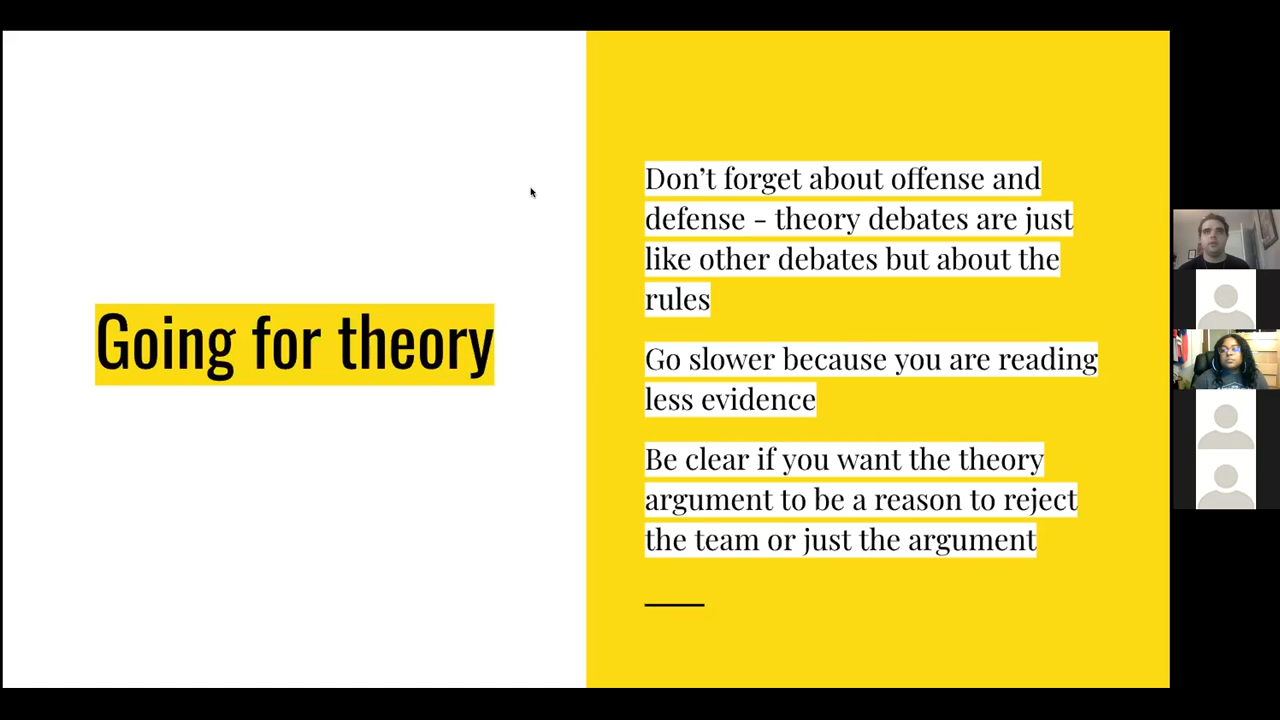 Going for theory
Don’t forget about offense and
defense - theory debates are just
like other debates but about the
rules
Go slower because you are reading
less evidence
Be clear if you want the theory
argument to be a reason to reject
the team or just the argument